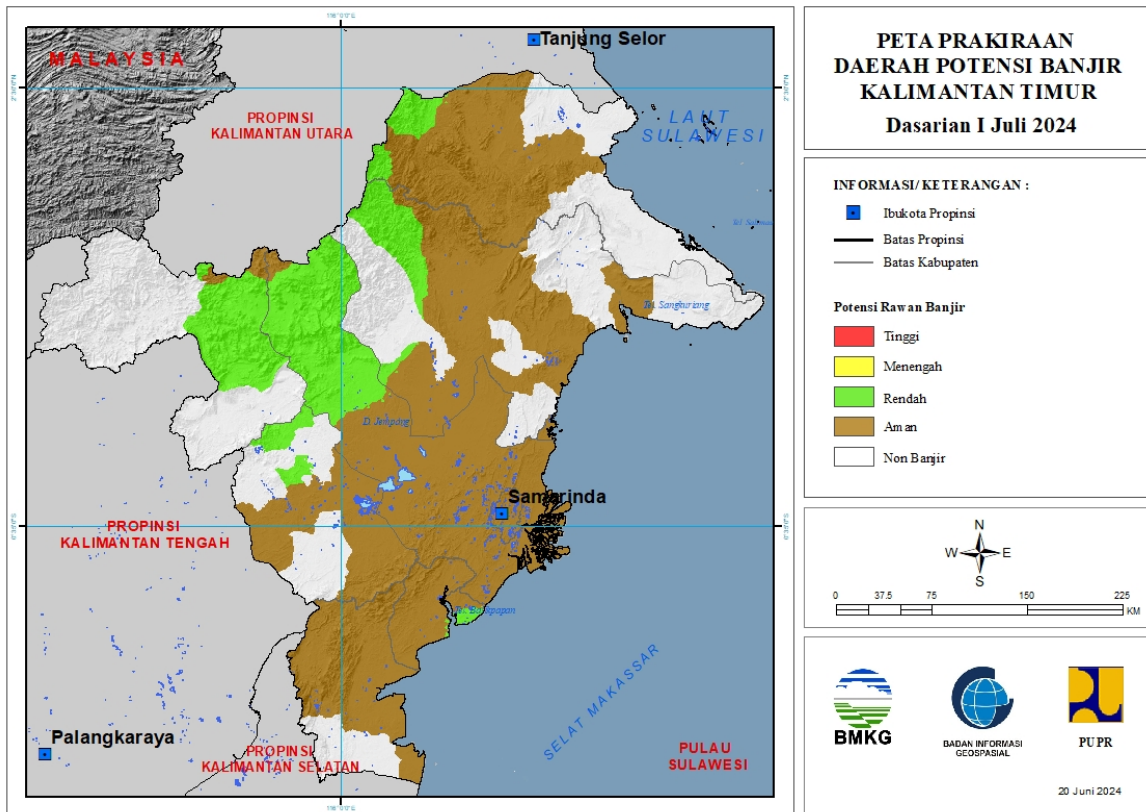 PETA PRAKIRAAN
DAERAH POTENSI BANJIR
KALIMANTAN TIMUR
Dasarian I Juli 2024
INFORMASI/ KETERANGAN :
Ibukota Propinsi
Batas Propinsi
Batas Kabupaten
Potensi Rawan Banjir
Tinggi
Menengah
Rendah
Aman
Non Banjir
N
W E
S
0 37.5 75 150 225
KM
BMKG
BADAN INFORMASI
GEOSPASIAL
PUPR
20 Juni 2024
Tanjung Selor
MALAYSIA
PROPINSI
KALIMANTAN UTARA
LAUT
SULAWESI
Tel. Sangkuriang
D. Jempang
Samarinda
PROPINSI
KALIMANTAN TENGAH
SELAT MAKASSAR
Palangkaraya
PROPINSI
KALIMANTAN SELATAN
PULAU
SULAWESI